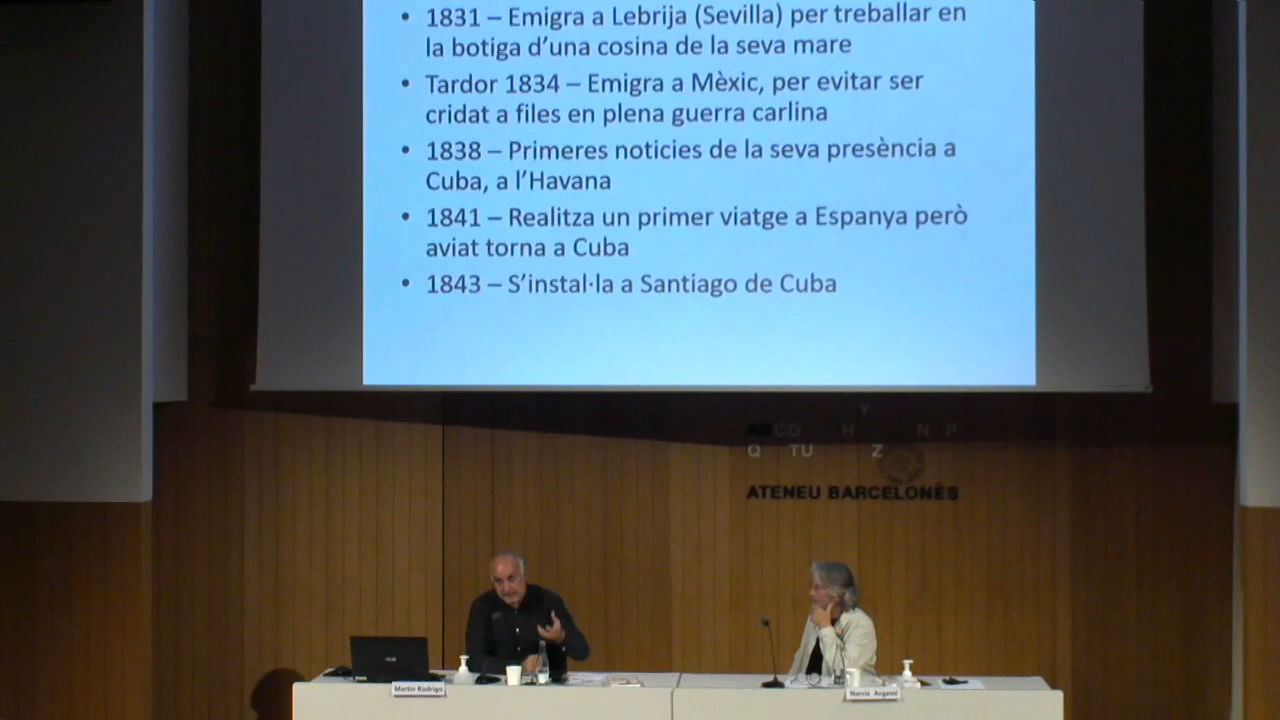 • 1831 – Emigra a Lebrija (Sevilla) per treballar en
la botiga d’una cosina de la seva mare
• Tardor 1834 – Emigra a Mèxic, per evitar ser
cridat a files en plena guerra carlina
• 1838 – Primeres noticies de la seva presència a
Cuba, a l’Havana
• 1841 – Realitza un primer viatge a Espanya però
aviat torna a Cuba
• 1843 – S’instal·la a Santiago de Cuba
Y
CD H N P
Q TU Z
ATENEU BARCELONÈS
Martín Rodrigo
Narcís Argemí